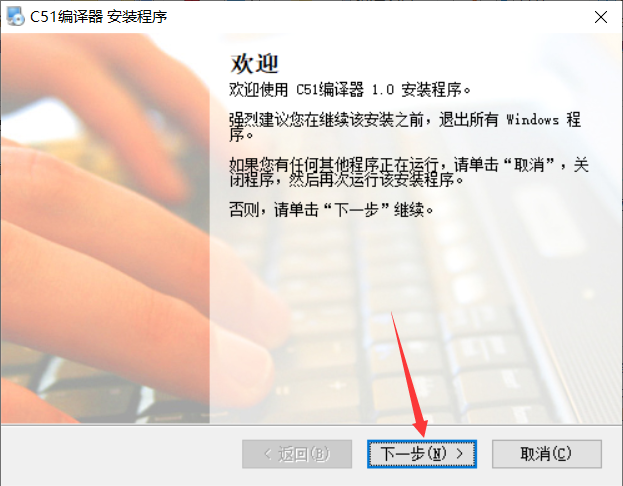 C51编译器 安装程序
欢迎
欢迎使用 C51编译器 1.0 安装程序。
强烈建议您在继续该安装之前，退出所有 Windows 程
序。
如果您有任何其他程序正在运行，请单击“取消”，关
闭程序，然后再次运行该安装程序。
否则，请单击“下一步”继续。
< 返回(B)
下一步(N) >
取消(C)